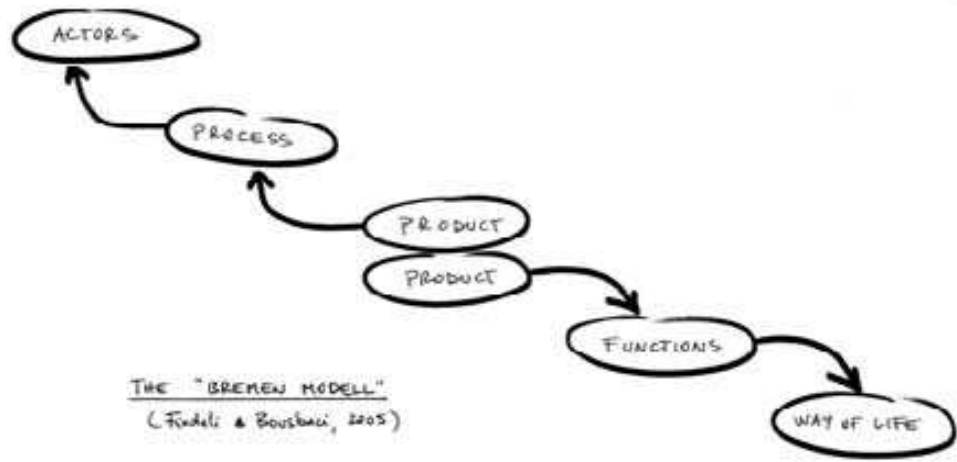 ACTORS
PROCESS
PRODUCT
PRODUCT
FUNCTIONS
WAY OF LIFE
THE "BREMEN MODELL"
(Findeli & Bousbaci, 2005)